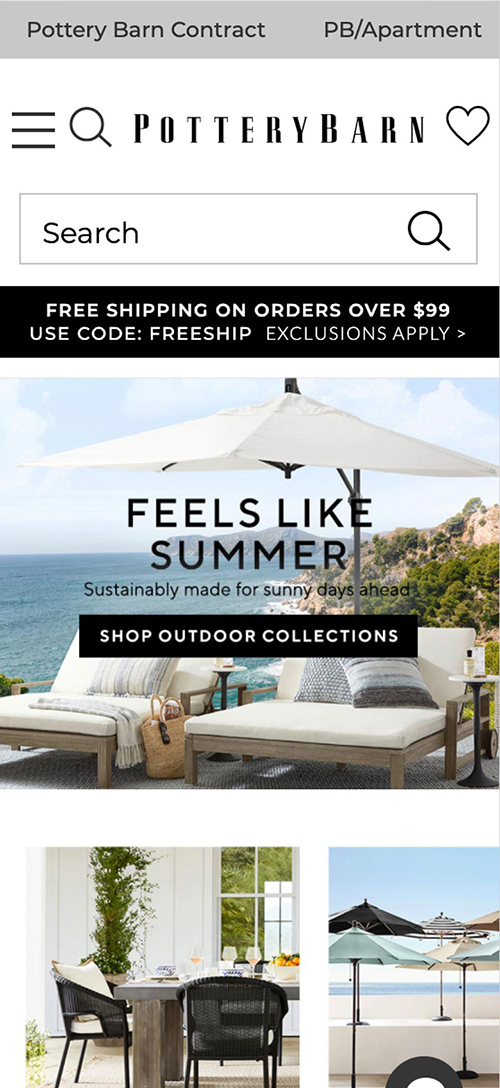 Pottery Barn Contract PB/Apartment
POTTERYBARN
Search
FREE SHIPPING ON ORDERS OVER $99
USE CODE: FREESHIP EXCLUSIONS APPLY >
FEELS LIKE
SUMMER
Sustainably made for sunny days ahead
SHOP OUTDOOR COLLECTIONS